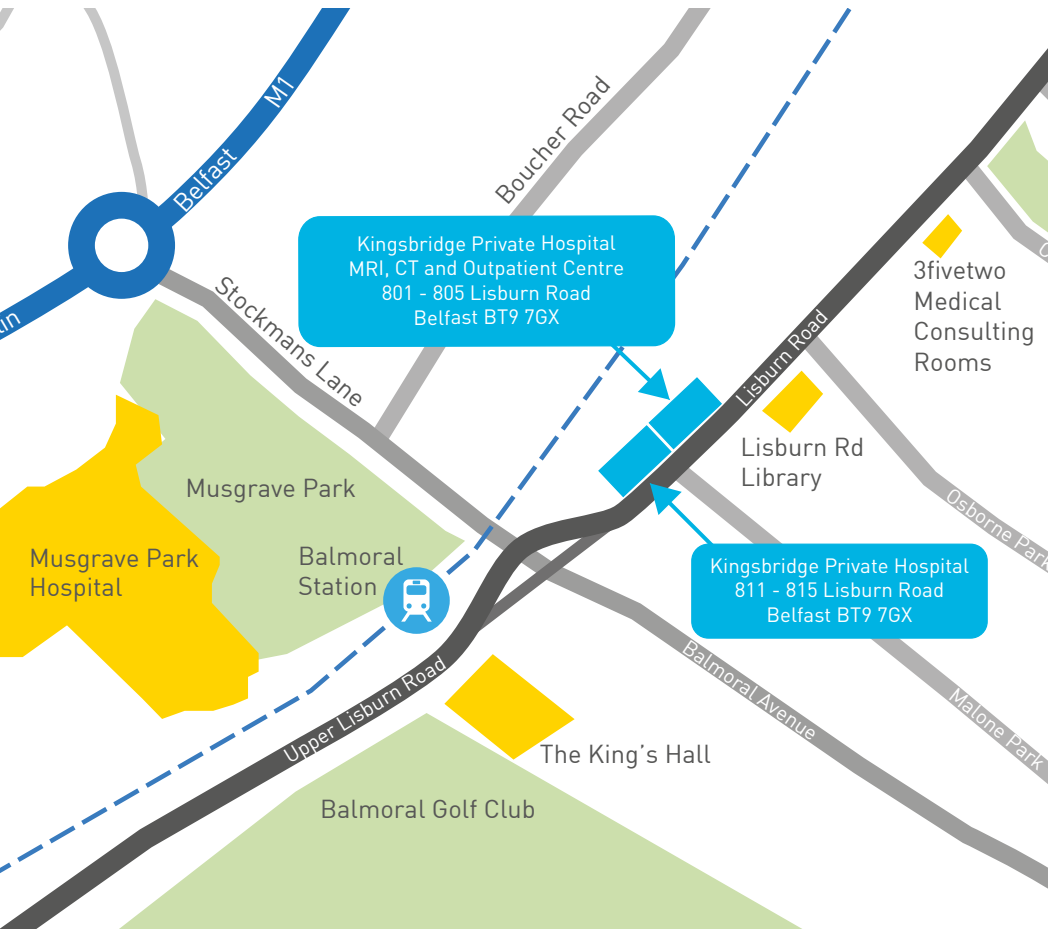 M1
Belfast
Boucher Road
Kingsbridge Private Hospital
MRI, CT and Outpatient Centre
801 - 805 Lisburn Road
Belfast BT9 7GX
3fivetwo
Medical
Consulting
Rooms
Stockmans Lane
Lisburn Road
Lisburn Rd
Library
Musgrave Park
Osborne Park
Musgrave Park
Hospital
Balmoral
Station
Kingsbridge Private Hospital
811 - 815 Lisburn Road
Belfast BT9 7GX
Upper Lisburn Road
Balmoral Avenue
Malone Park
The King's Hall
Balmoral Golf Club